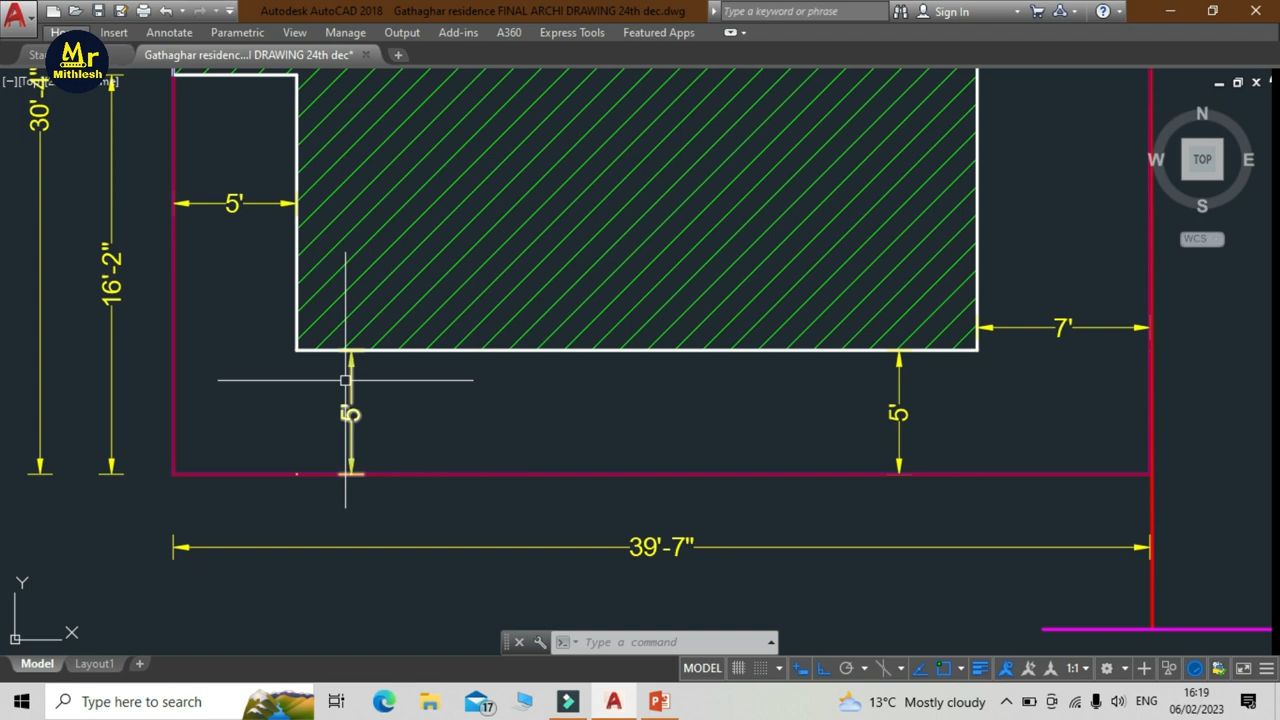 Autodesk AutoCAD 2018 Gathaghar residence FINAL ARCHI DRAWING 24th dec.dwg
Type a keyword or phrase
Sign In
Insert Annotate Parametric View Manage Output Add-ins A360 Express Tools Featured Apps
Gathaghar residenc...! DRAWING 24th dec*
Mr
Mithlesh
30'-4"
N
W TOP E
S
WCS
5'
16'-2"
7'
5'
5'
39'-7"
Y
X
Type a command
Model Layout1
MODEL
1:1
Type here to search
17
13°C Mostly cloudy
ENG
16:19
06/02/2023